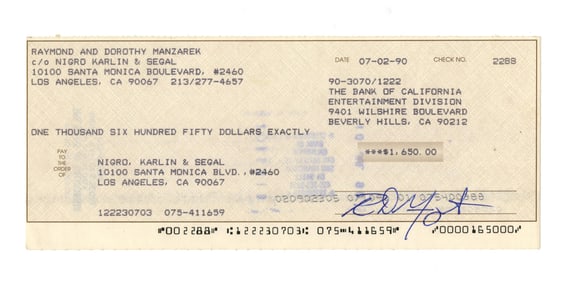 RAYMOND AND DOROTHY MANZAREK
c/o NIGRO KARLIN & SEGAL
10100 SANTA MONICA BOULEVARD, #2460
LOS ANGELES, CA 90067 213/277-4657
DATE 07-02-90 CHECK NO. 2288
90-3070/1222
THE BANK OF CALIFORNIA
ENTERTAINMENT DIVISION
9401 WILSHIRE BOULEVARD
BEVERLY HILLS, CA 90212
ONE THOUSAND SIX HUNDRED FIFTY DOLLARS EXACTLY
***$1,650.00
PAY
TO THE
ORDER
OF
NIGRO, KARLIN & SEGAL
10100 SANTA MONICA BLVD., #2460
LOS ANGELES, CA 90067
122230703 075-411659
⑈002288⑈ ⑆122230703⑆ 075⑉411659⑈ ⑇0000165000⑇